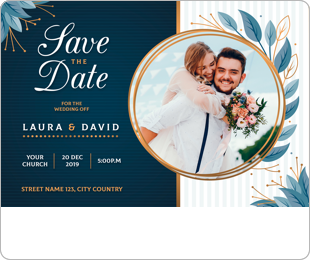 Save
THE
Date
FOR THE
WEDDING OFF
LAURA & DAVID
YOUR CHURCH | 20 DEC 2019 | 5:00P.M
STREET NAME 123, CITY COUNTRY